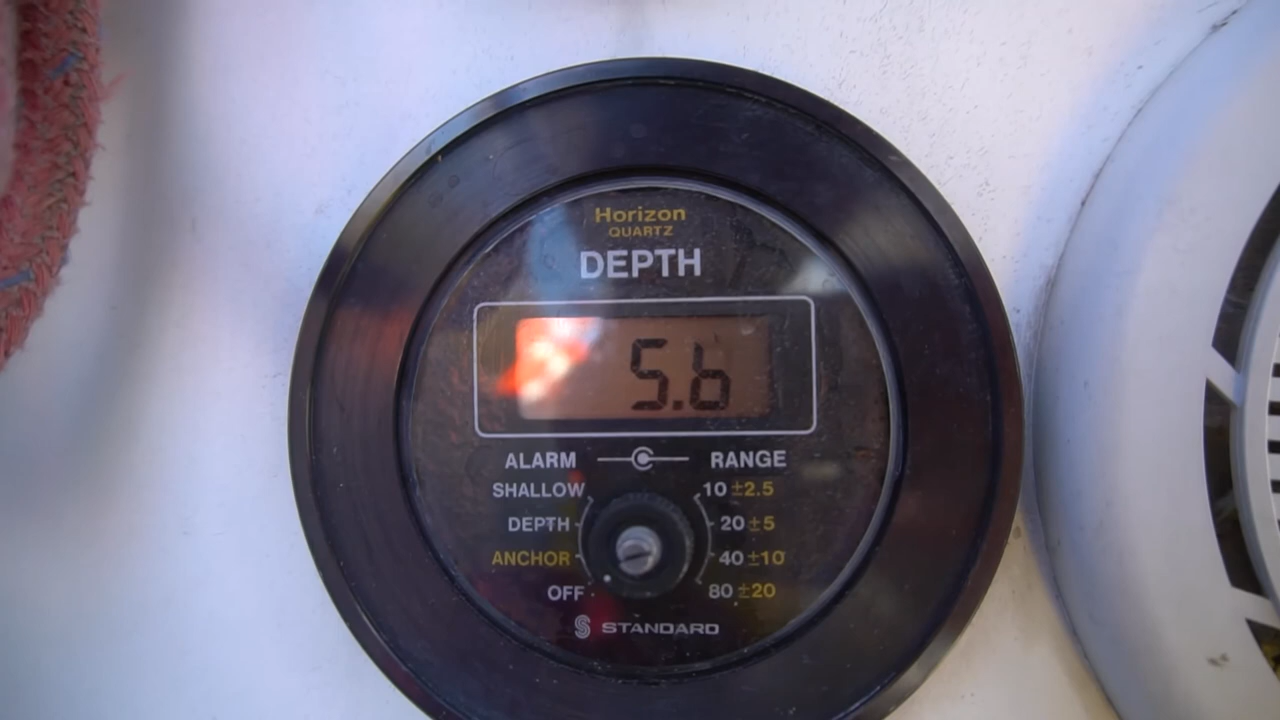 Horizon
QUARTZ
DEPTH
5.6
ALARM RANGE
SHALLOW 10 ±2.5
DEPTH 20 ±5
ANCHOR 40 ±10
OFF 80 ±20
STANDARD